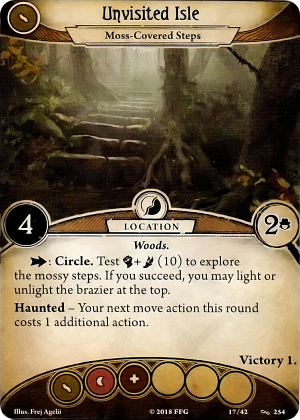 Unvisited Isle
Moss-Covered Steps
4
LOCATION
2
Woods.
: Circle. Test + (10) to explore
the mossy steps. If you succeed, you may light or
unlight the brazier at the top.
Haunted – Your next move action this round
costs 1 additional action.
Victory 1.
Illus. Frej Agelii
© 2018 FFG
17/42
254